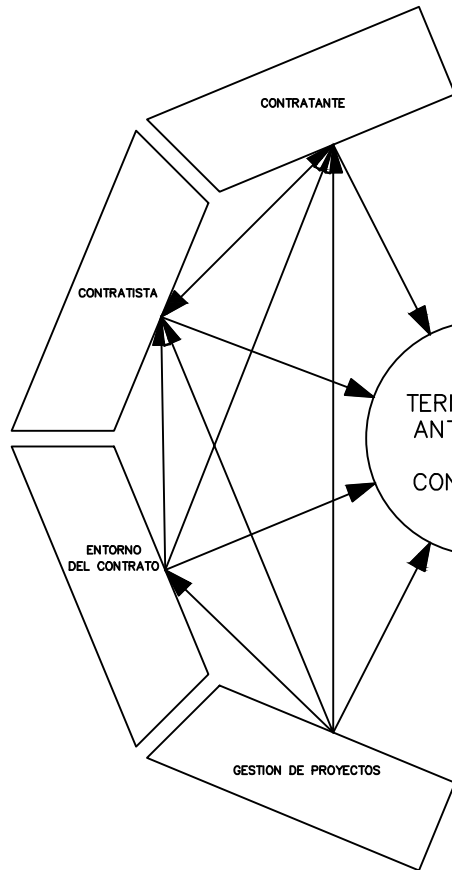 CONTRATANTE
CONTRATISTA
ENTORNO
DEL CONTRATO
GESTION DE PROYECTOS